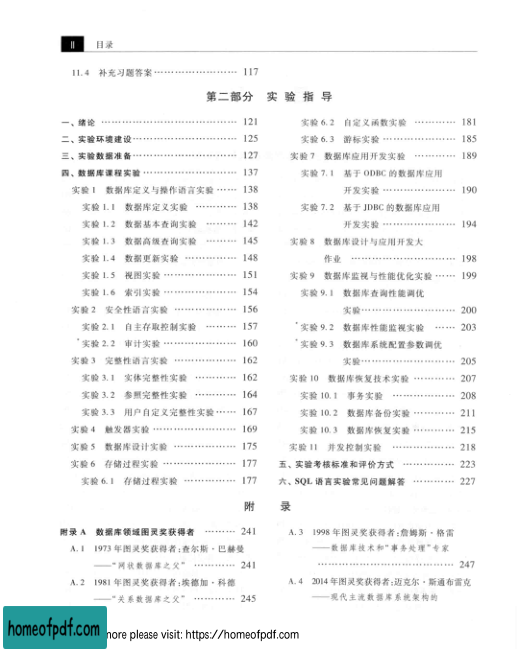 Ⅱ 目录
11.4 补充习题答案…………………… 117
第二部分 实验指导
一、绪论 ………………………………… 121
二、实验环境建设………………………… 125
三、实验数据准备………………………… 127
四、数据库课程实验……………………… 137
实验1 数据库定义与操作语言实验…… 138
实验1.1 数据库定义实验 ………… 138
实验1.2 数据基本查询实验 ……… 142
实验1.3 数据高级查询实验 ……… 145
实验1.4 数据更新实验 …………… 148
实验1.5 视图实验………………… 151
实验1.6 索引实验………………… 154
实验2 安全性语言实验 ……………… 156
实验2.1 自主存取控制实验 ……… 157
*实验2.2 审计实验………………… 160
实验3 完整性语言实验 ……………… 162
实验3.1 实体完整性实验 ………… 162
实验3.2 参照完整性实验 ………… 164
实验3.3 用户自定义完整性实验…… 167
实验4 触发器实验…………………… 169
实验5 数据库设计实验 ……………… 175
实验6 存储过程实验 ………………… 177
实验6.1 存储过程实验 …………… 177
实验6.2 自定义函数实验 ………… 181
实验6.3 游标实验………………… 185
实验7 数据库应用开发实验 ………… 189
实验7.1 基于ODBC的数据库应用
开发实验………………… 190
实验7.2 基于JDBC的数据库应用
开发实验………………… 194
实验8 数据库设计与应用开发大
作业 ………………………… 198
实验9 数据库监视与性能优化实验…… 199
实验9.1 数据库查询性能调优
实验……………………… 200
*实验9.2 数据库性能监视实验 …… 203
*实验9.3 数据库系统配置参数调优
实验……………………… 205
实验10 数据库恢复技术实验………… 207
实验10.1 事务实验 ……………… 208
实验10.2 数据库备份实验………… 211
实验10.3 数据库恢复实验………… 215
实验11 并发控制实验 ……………… 218
五、实验考核标准和评价方式 …………… 223
六、SQL语言实验常见问题解答 ………… 227
附录
附录A 数据库领域图灵奖获得者 ……… 241
A.1 1973年图灵奖获得者:查尔斯·巴赫曼
——“网状数据库之父” ………… 241
A.2 1981年图灵奖获得者:埃德加·科德
——“关系数据库之父” ………… 245
A.3 1998年图灵奖获得者:詹姆斯·格雷
——数据库技术和“事务处理”专家
………………………………… 247
A.4 2014年图灵奖获得者:迈克尔·斯通布雷克
——现代主流数据库系统架构的
homeofpdf.com
more please visit: https://homeofpdf.com